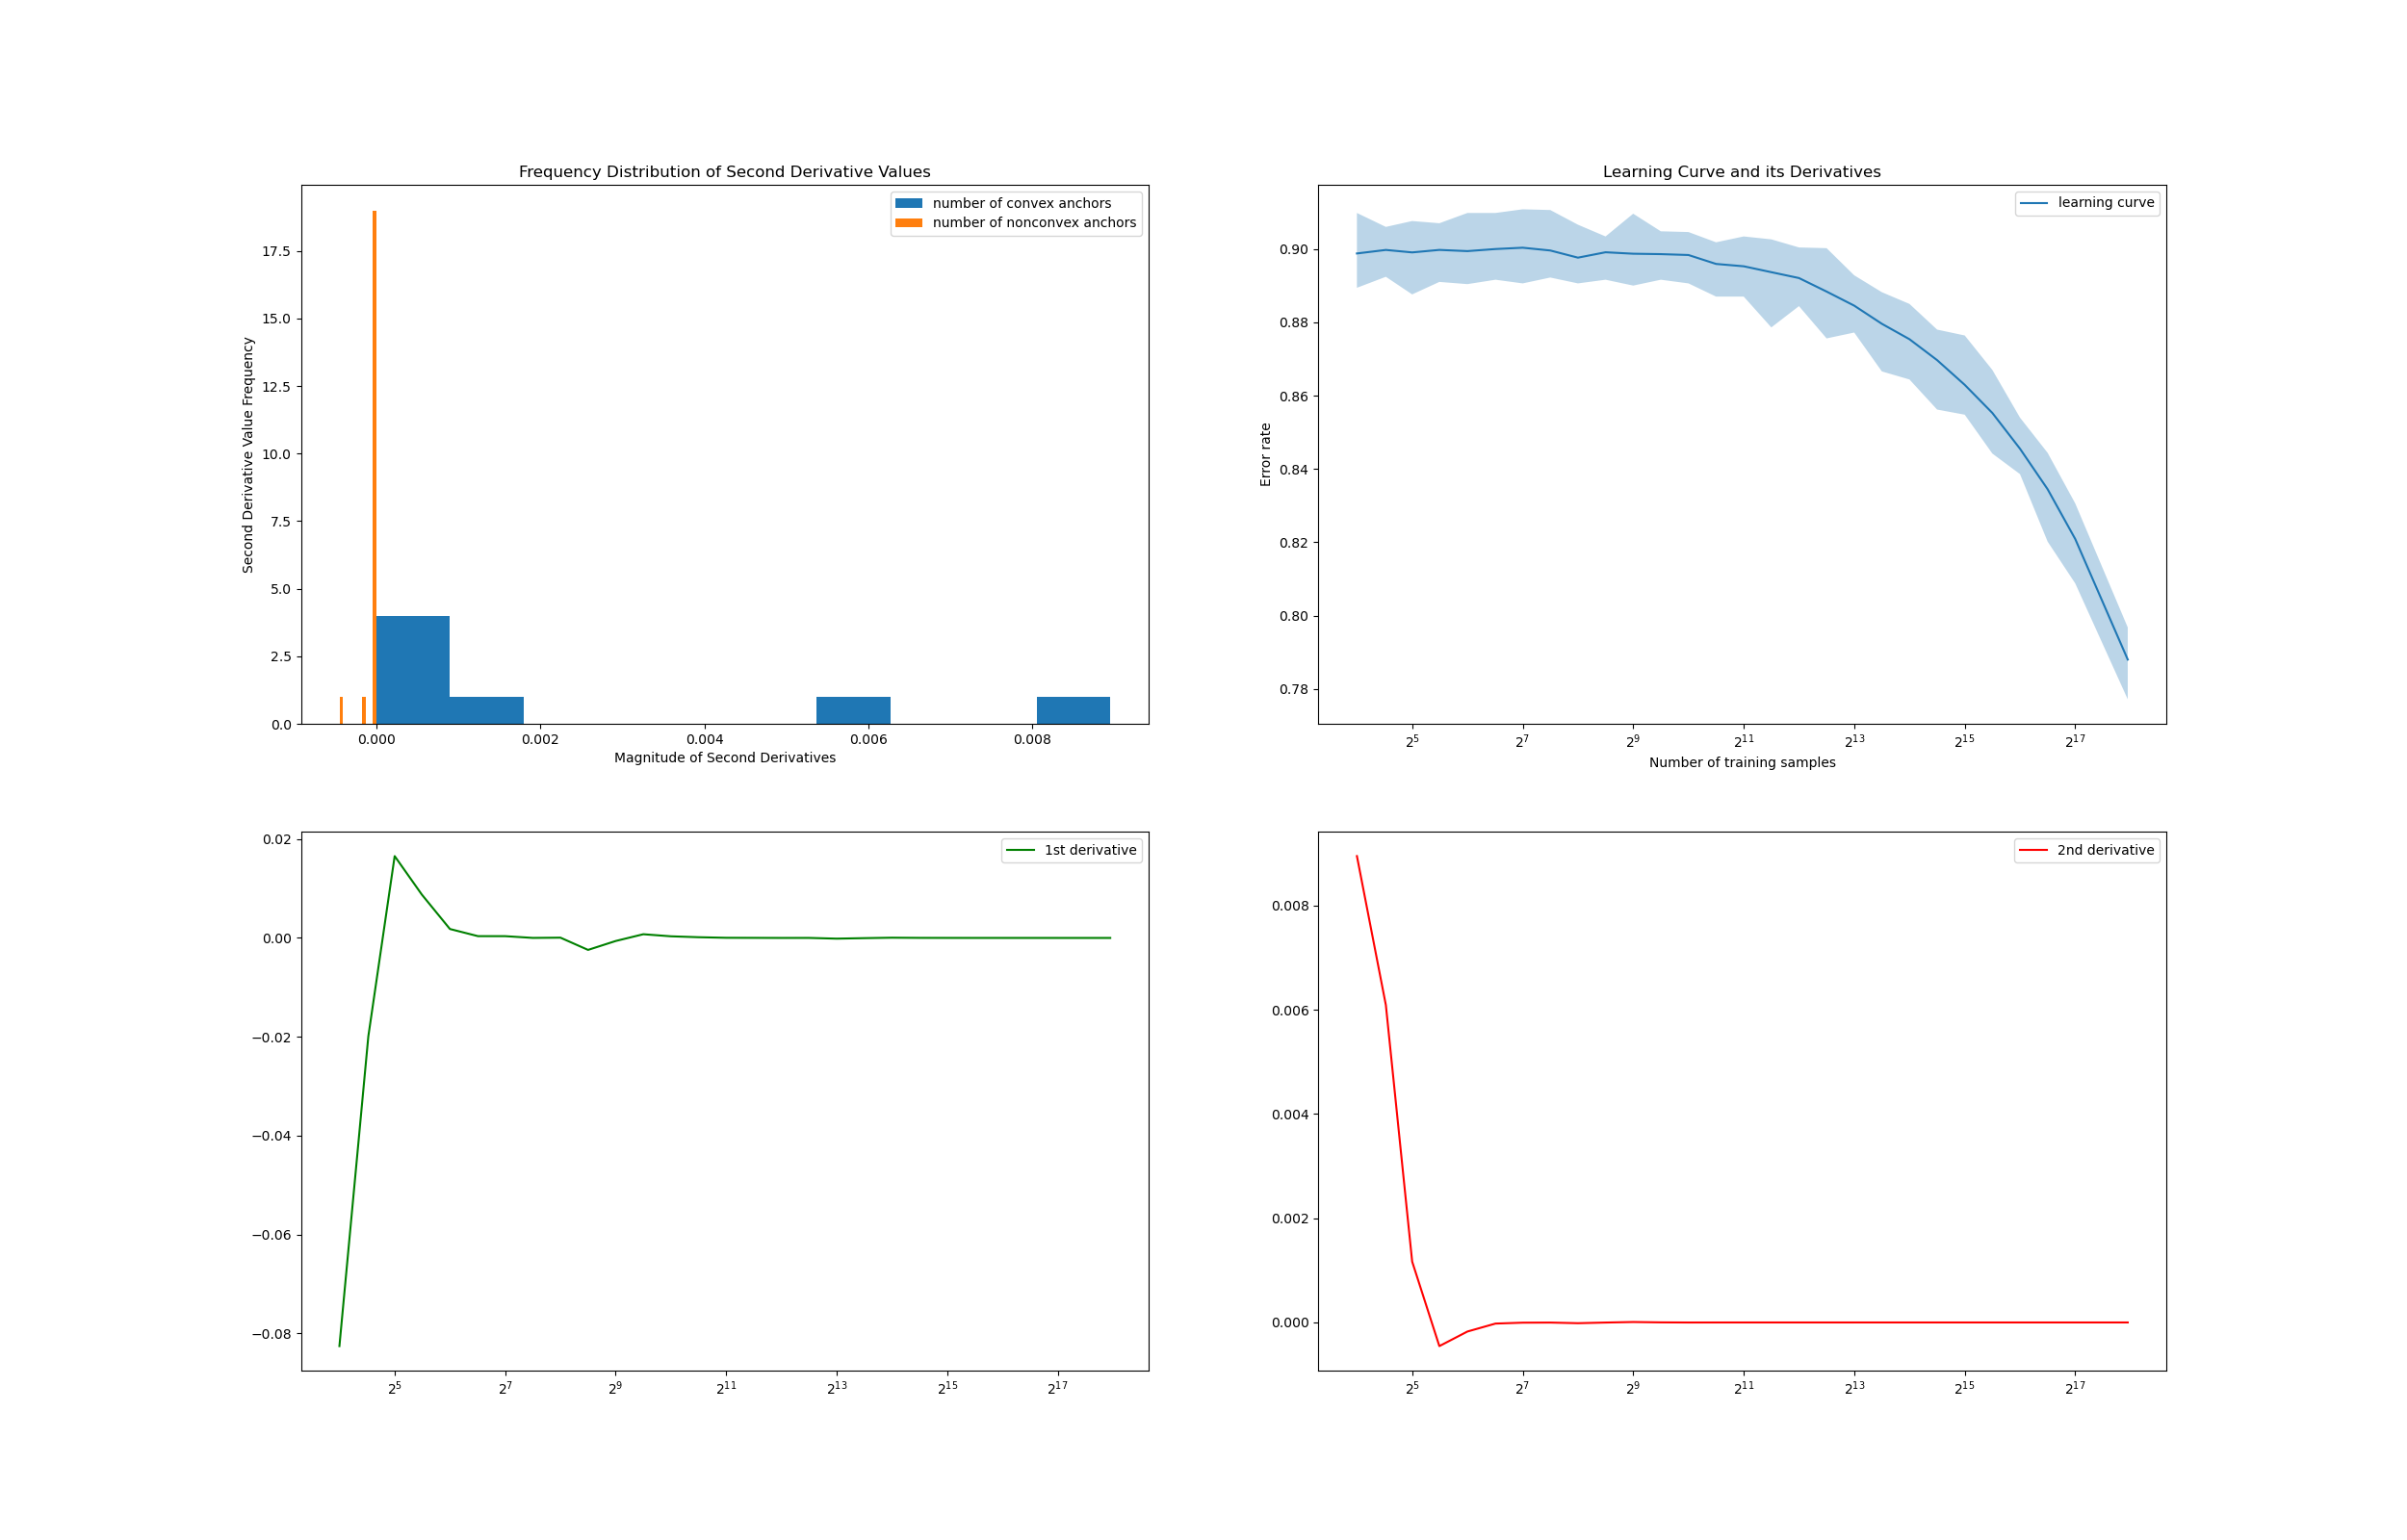 Frequency Distribution of Second Derivative Values
number of convex anchors
number of nonconvex anchors
Second Derivative Value Frequency
17.5
15.0
12.5
10.0
7.5
5.0
2.5
0.0
0.000 0.002 0.004 0.006 0.008
Magnitude of Second Derivatives
Learning Curve and its Derivatives
learning curve
Error rate
0.90
0.88
0.86
0.84
0.82
0.80
0.78
2^5 2^7 2^9 2^11 2^13 2^15 2^17
Number of training samples
1st derivative
0.02
0.00
−0.02
−0.04
−0.06
−0.08
2^5 2^7 2^9 2^11 2^13 2^15 2^17
2nd derivative
0.008
0.006
0.004
0.002
0.000
2^5 2^7 2^9 2^11 2^13 2^15 2^17